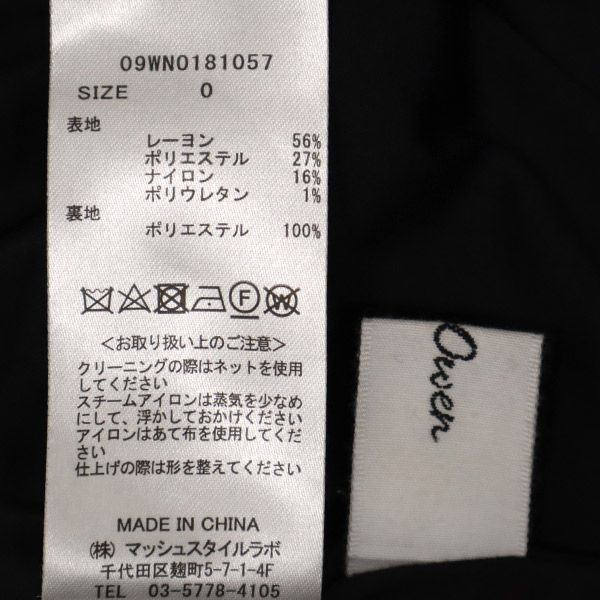 09WN0181057
SIZE 0
表地
レーヨン 56%
ポリエステル 27%
ナイロン 16%
ポリウレタン 1%
裏地
ポリエステル 100%
F W
＜お取り扱い上のご注意＞
クリーニングの際はネットを使用
してください
スチームアイロンは蒸気を少なめ
にして、浮かしておかけください
アイロンはあて布を使用してくだ
さい
仕上げの際は形を整えてください
MADE IN CHINA
(株) マッシュスタイルラボ
千代田区麹町5-7-1-4F
TEL 03-5778-4105
Owen